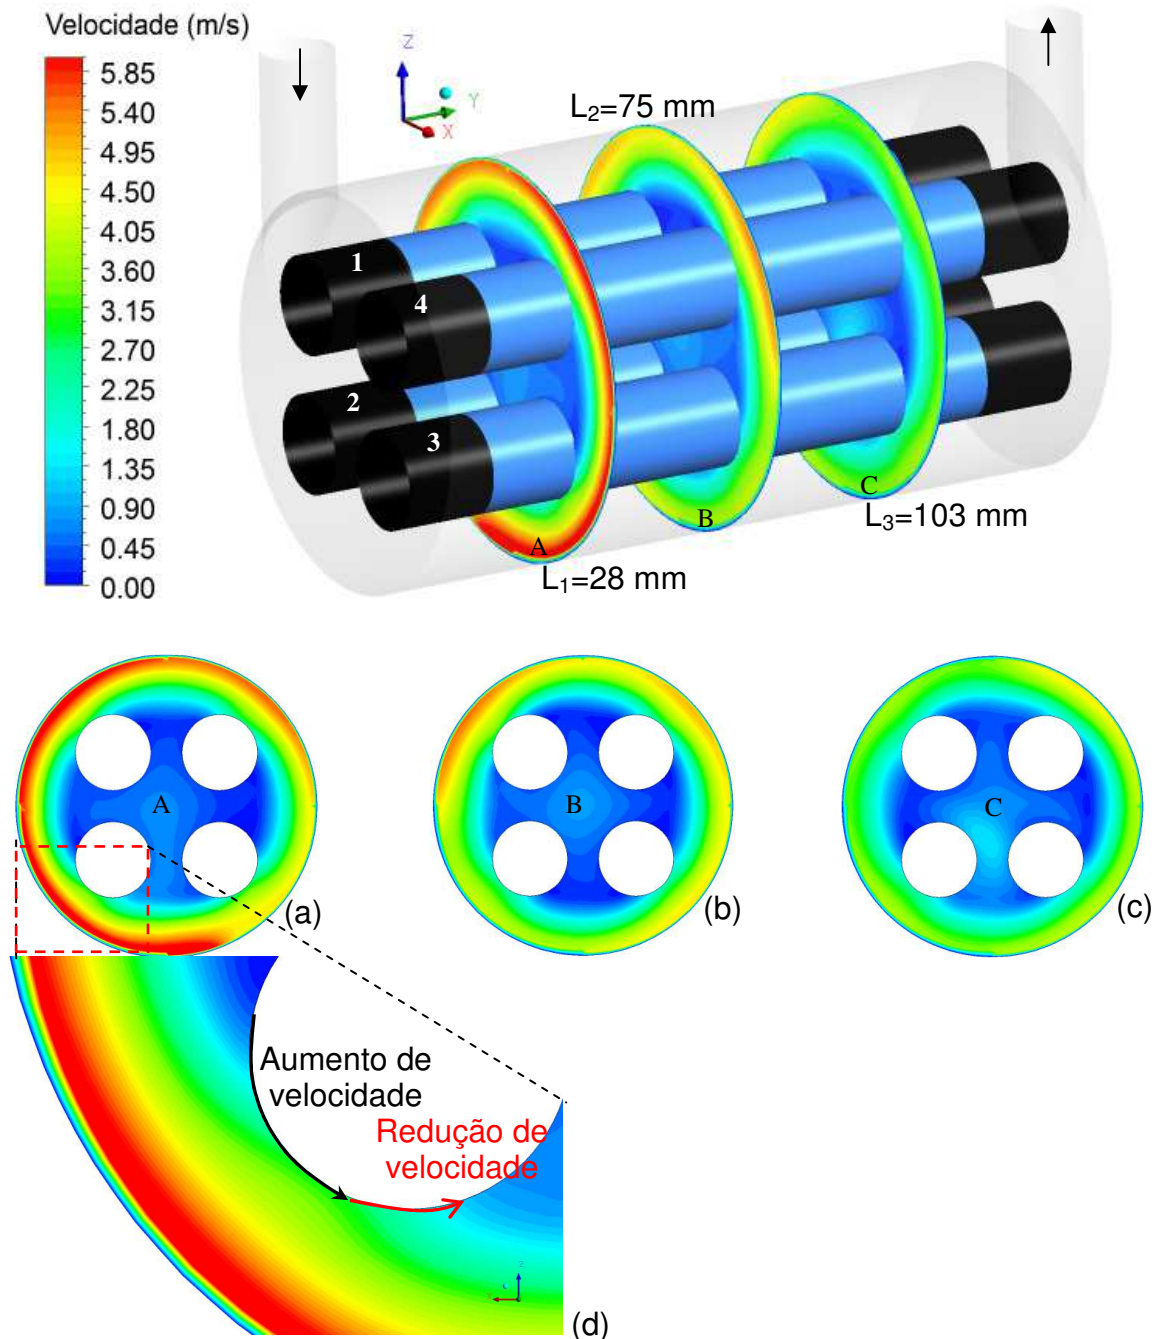 Velocidade (m/s)
5.85
5.40
4.95
4.50
4.05
3.60
3.15
2.70
2.25
1.80
1.35
0.90
0.45
0.00
Z
Y
X
L₂=75 mm
1
4
2
3
A
B
C
L₃=103 mm
L₁=28 mm
A
B
C
(a)
(b)
(c)
Aumento de
velocidade
Redução de
velocidade
z
(d)